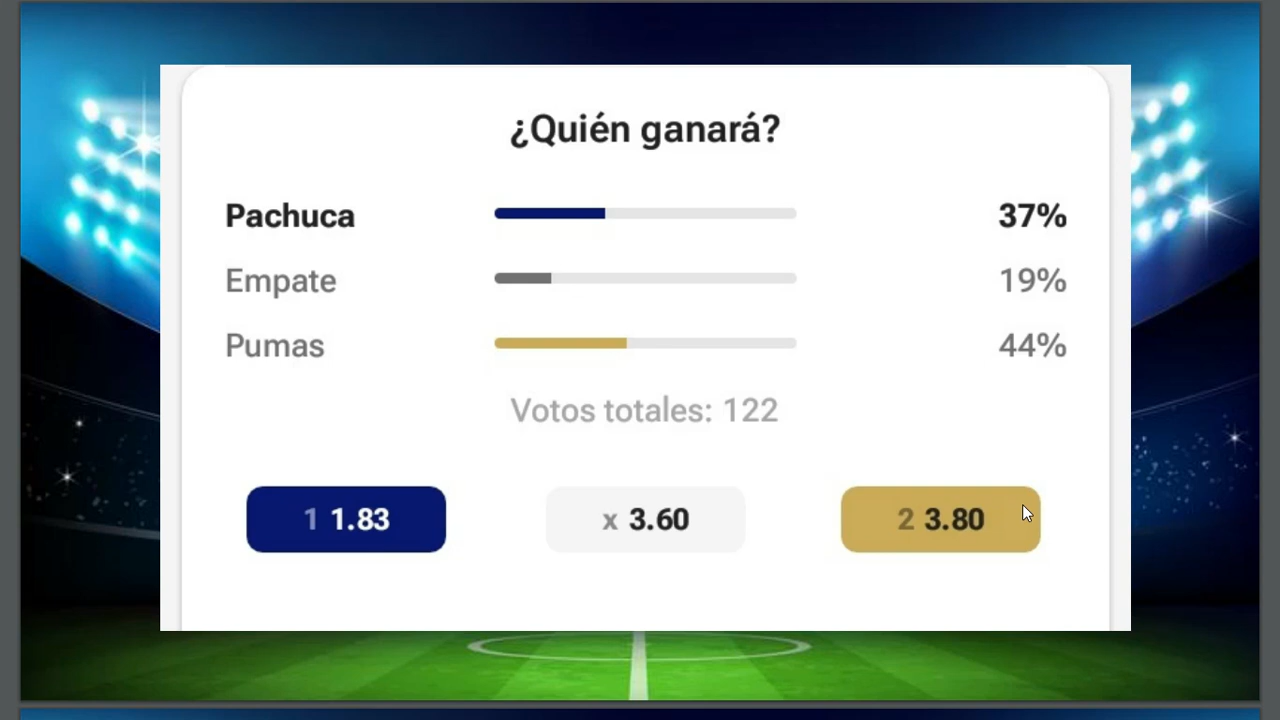 ¿Quién ganará?
Pachuca 37%
Empate 19%
Pumas 44%
Votos totales: 122
1 1.83 x 3.60 2 3.80